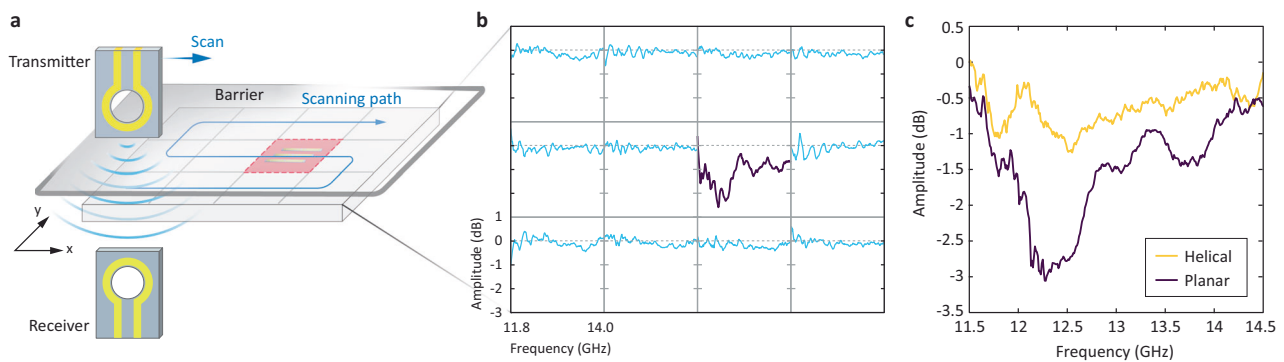 a
Transmitter
Scan
Barrier
Scanning path
y
x
Receiver
b
Amplitude (dB)
1
0
-1
-2
-3
11.8
14.0
Frequency (GHz)
c
Amplitude (dB)
0.5
0
-0.5
-1
-1.5
-2
-2.5
-3
-3.5
Helical
Planar
11.5
12
12.5
13
13.5
14
14.5
Frequency (GHz)